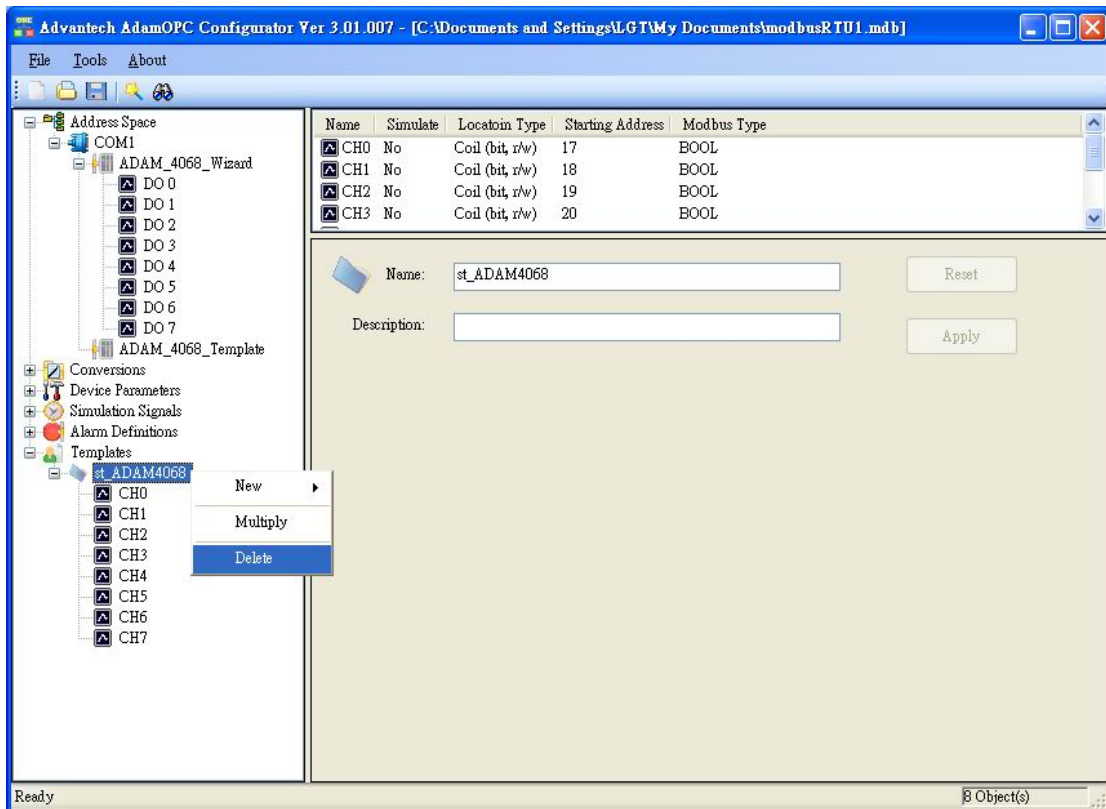 Advantech AdamOPC Configurator Ver 3.01.007 - [C:\Documents and Settings\LGT\My Documents\modbusRTU1.mdb]
File Tools About
Address Space
COM1
ADAM_4068_Wizard
DO 0
DO 1
DO 2
DO 3
DO 4
DO 5
DO 6
DO 7
ADAM_4068_Template
Conversions
Device Parameters
Simulation Signals
Alarm Definitions
Templates
st_ADAM4068
CH0
CH1
CH2
CH3
CH4
CH5
CH6
CH7
New
Multiply
Delete
Name Simulate Locatoin Type Starting Address Modbus Type
CH0 No Coil (bit, r/w) 17 BOOL
CH1 No Coil (bit, r/w) 18 BOOL
CH2 No Coil (bit, r/w) 19 BOOL
CH3 No Coil (bit, r/w) 20 BOOL
Name: st_ADAM4068 Reset
Description: Apply
Ready 8 Object(s)